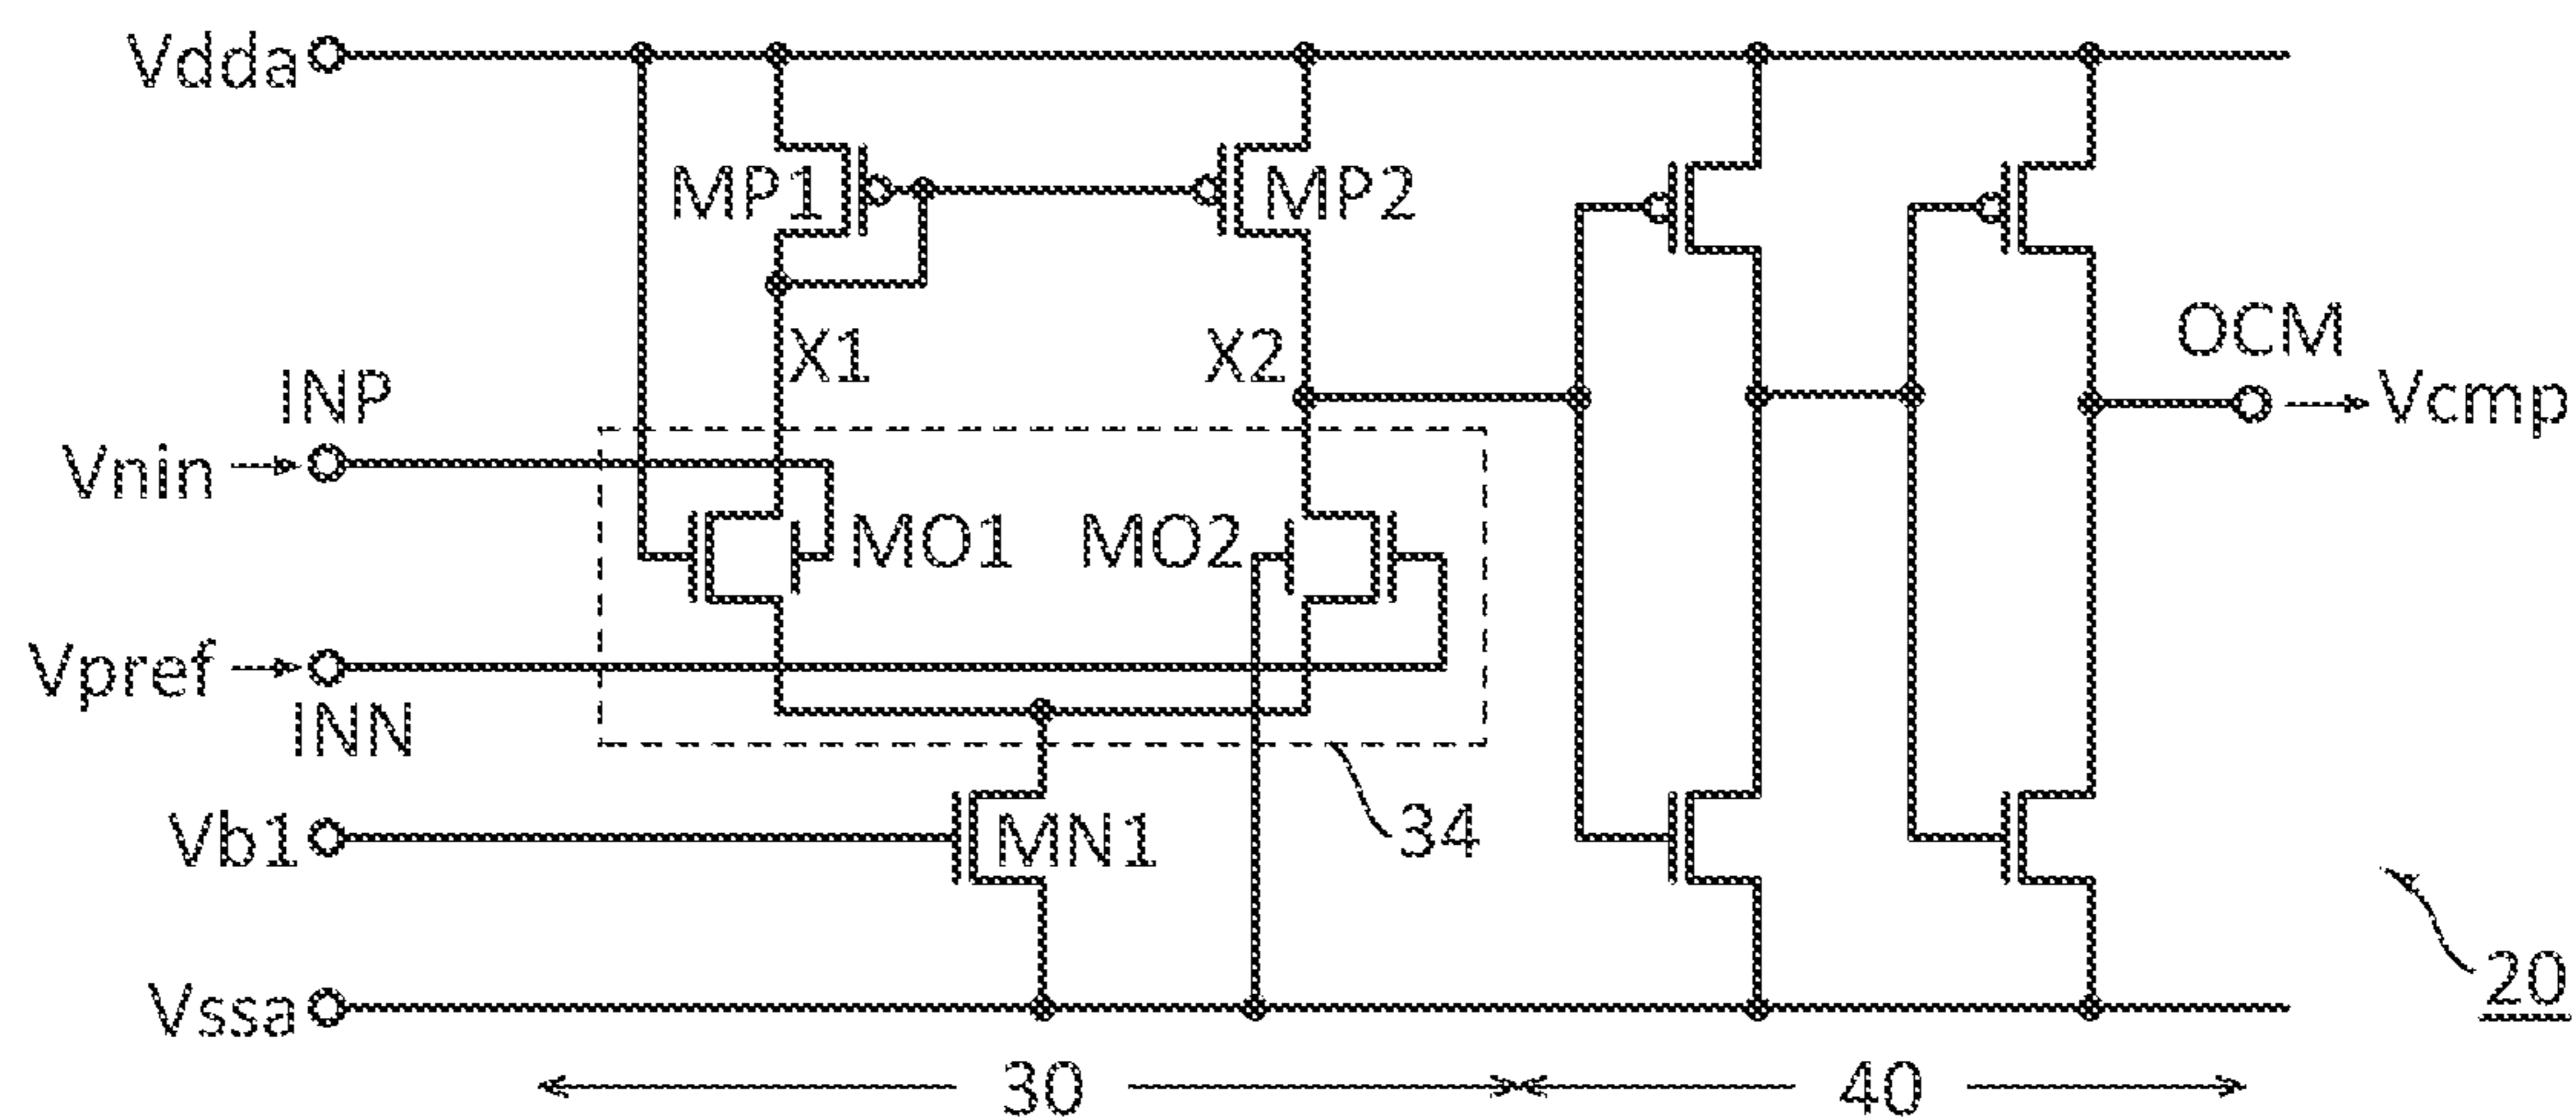 Vdda
MP1
MP2
X1
X2
OCM
Vcmp
INP
Vnin
MO1
MO2
Vpref
INN
Vb1
MN1
34
Vssa
20
30
40